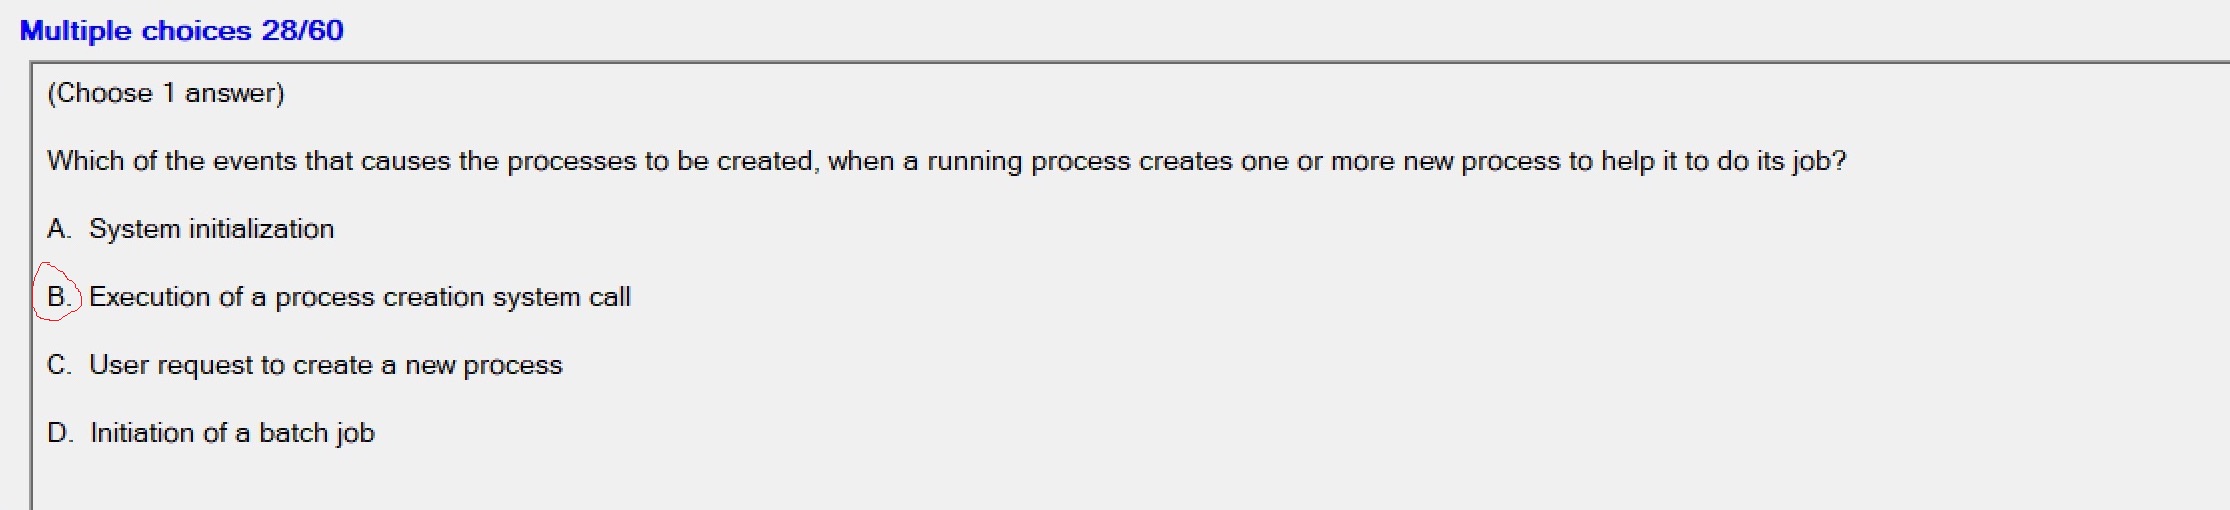 Multiple choices 28/60
(Choose 1 answer)
Which of the events that causes the processes to be created, when a running process creates one or more new process to help it to do its job?
A. System initialization
B. Execution of a process creation system call
C. User request to create a new process
D. Initiation of a batch job